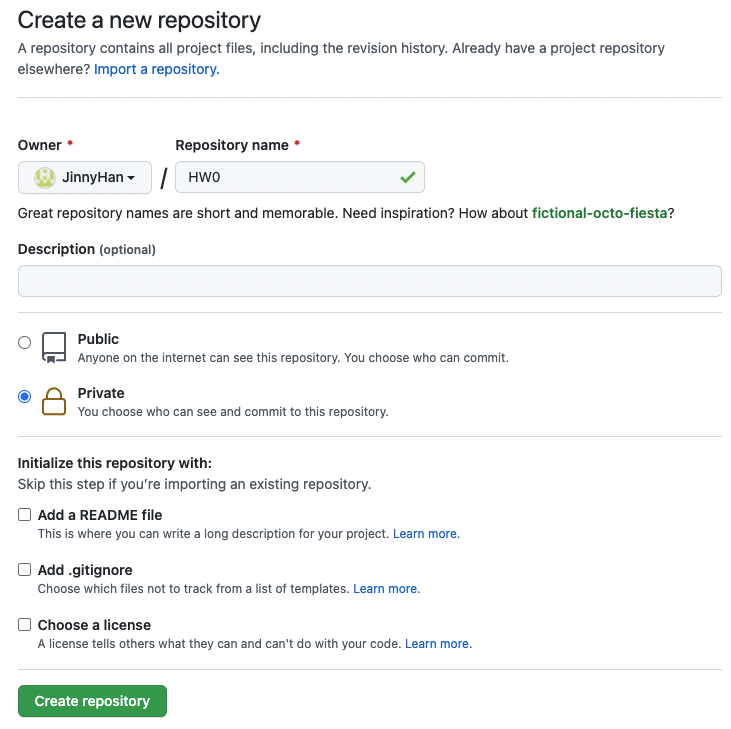 Create a new repository
A repository contains all project files, including the revision history. Already have a project repository
elsewhere? Import a repository.
Owner * Repository name *
JinnyHan / HW0
Great repository names are short and memorable. Need inspiration? How about fictional-octo-fiesta?
Description (optional)
Public
Anyone on the internet can see this repository. You choose who can commit.
Private
You choose who can see and commit to this repository.
Initialize this repository with:
Skip this step if you’re importing an existing repository.
Add a README file
This is where you can write a long description for your project. Learn more.
Add .gitignore
Choose which files not to track from a list of templates. Learn more.
Choose a license
A license tells others what they can and can't do with your code. Learn more.
Create repository